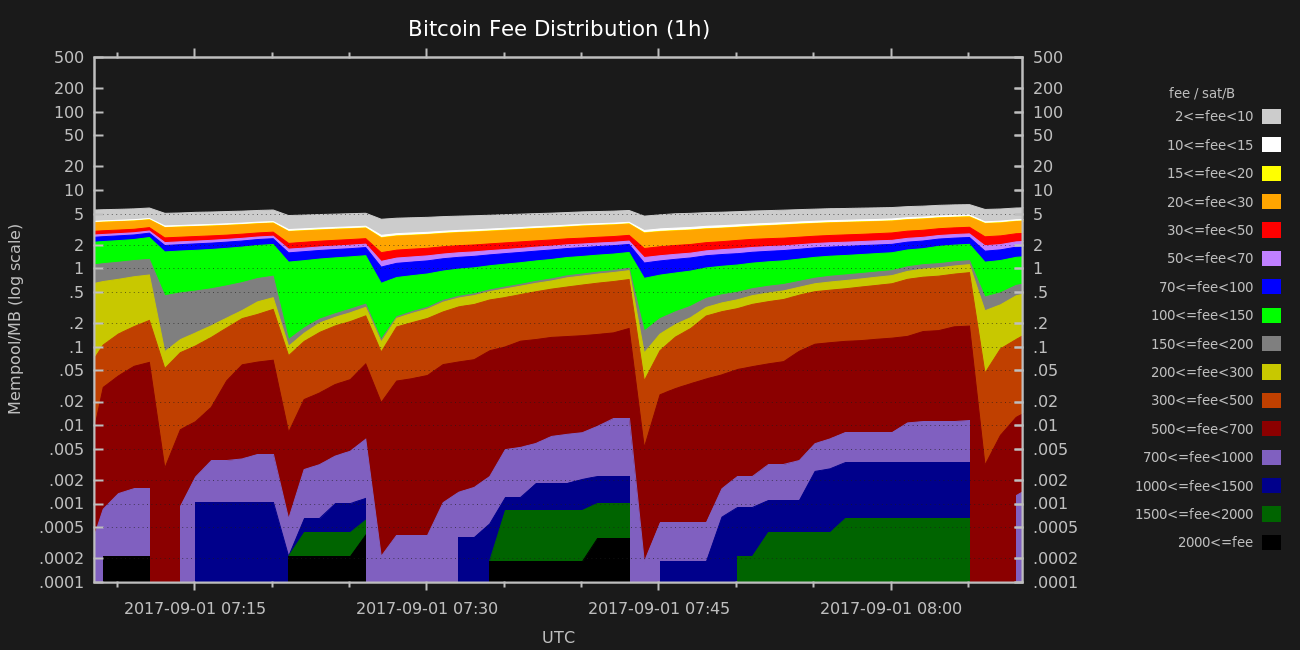 Bitcoin Fee Distribution (1h)
500 500
200 200
100 100
50 50
20 20
10 10
5 5
2 2
1 1
.5 .5
.2 .2
.1 .1
.05 .05
.02 .02
.01 .01
.005 .005
.002 .002
.001 .001
.0005 .0005
.0002 .0002
.0001 .0001
Mempool/MB (log scale)
2017-09-01 07:15 2017-09-01 07:30 2017-09-01 07:45 2017-09-01 08:00
UTC
fee / sat/B
2<=fee<10
10<=fee<15
15<=fee<20
20<=fee<30
30<=fee<50
50<=fee<70
70<=fee<100
100<=fee<150
150<=fee<200
200<=fee<300
300<=fee<500
500<=fee<700
700<=fee<1000
1000<=fee<1500
1500<=fee<2000
2000<=fee